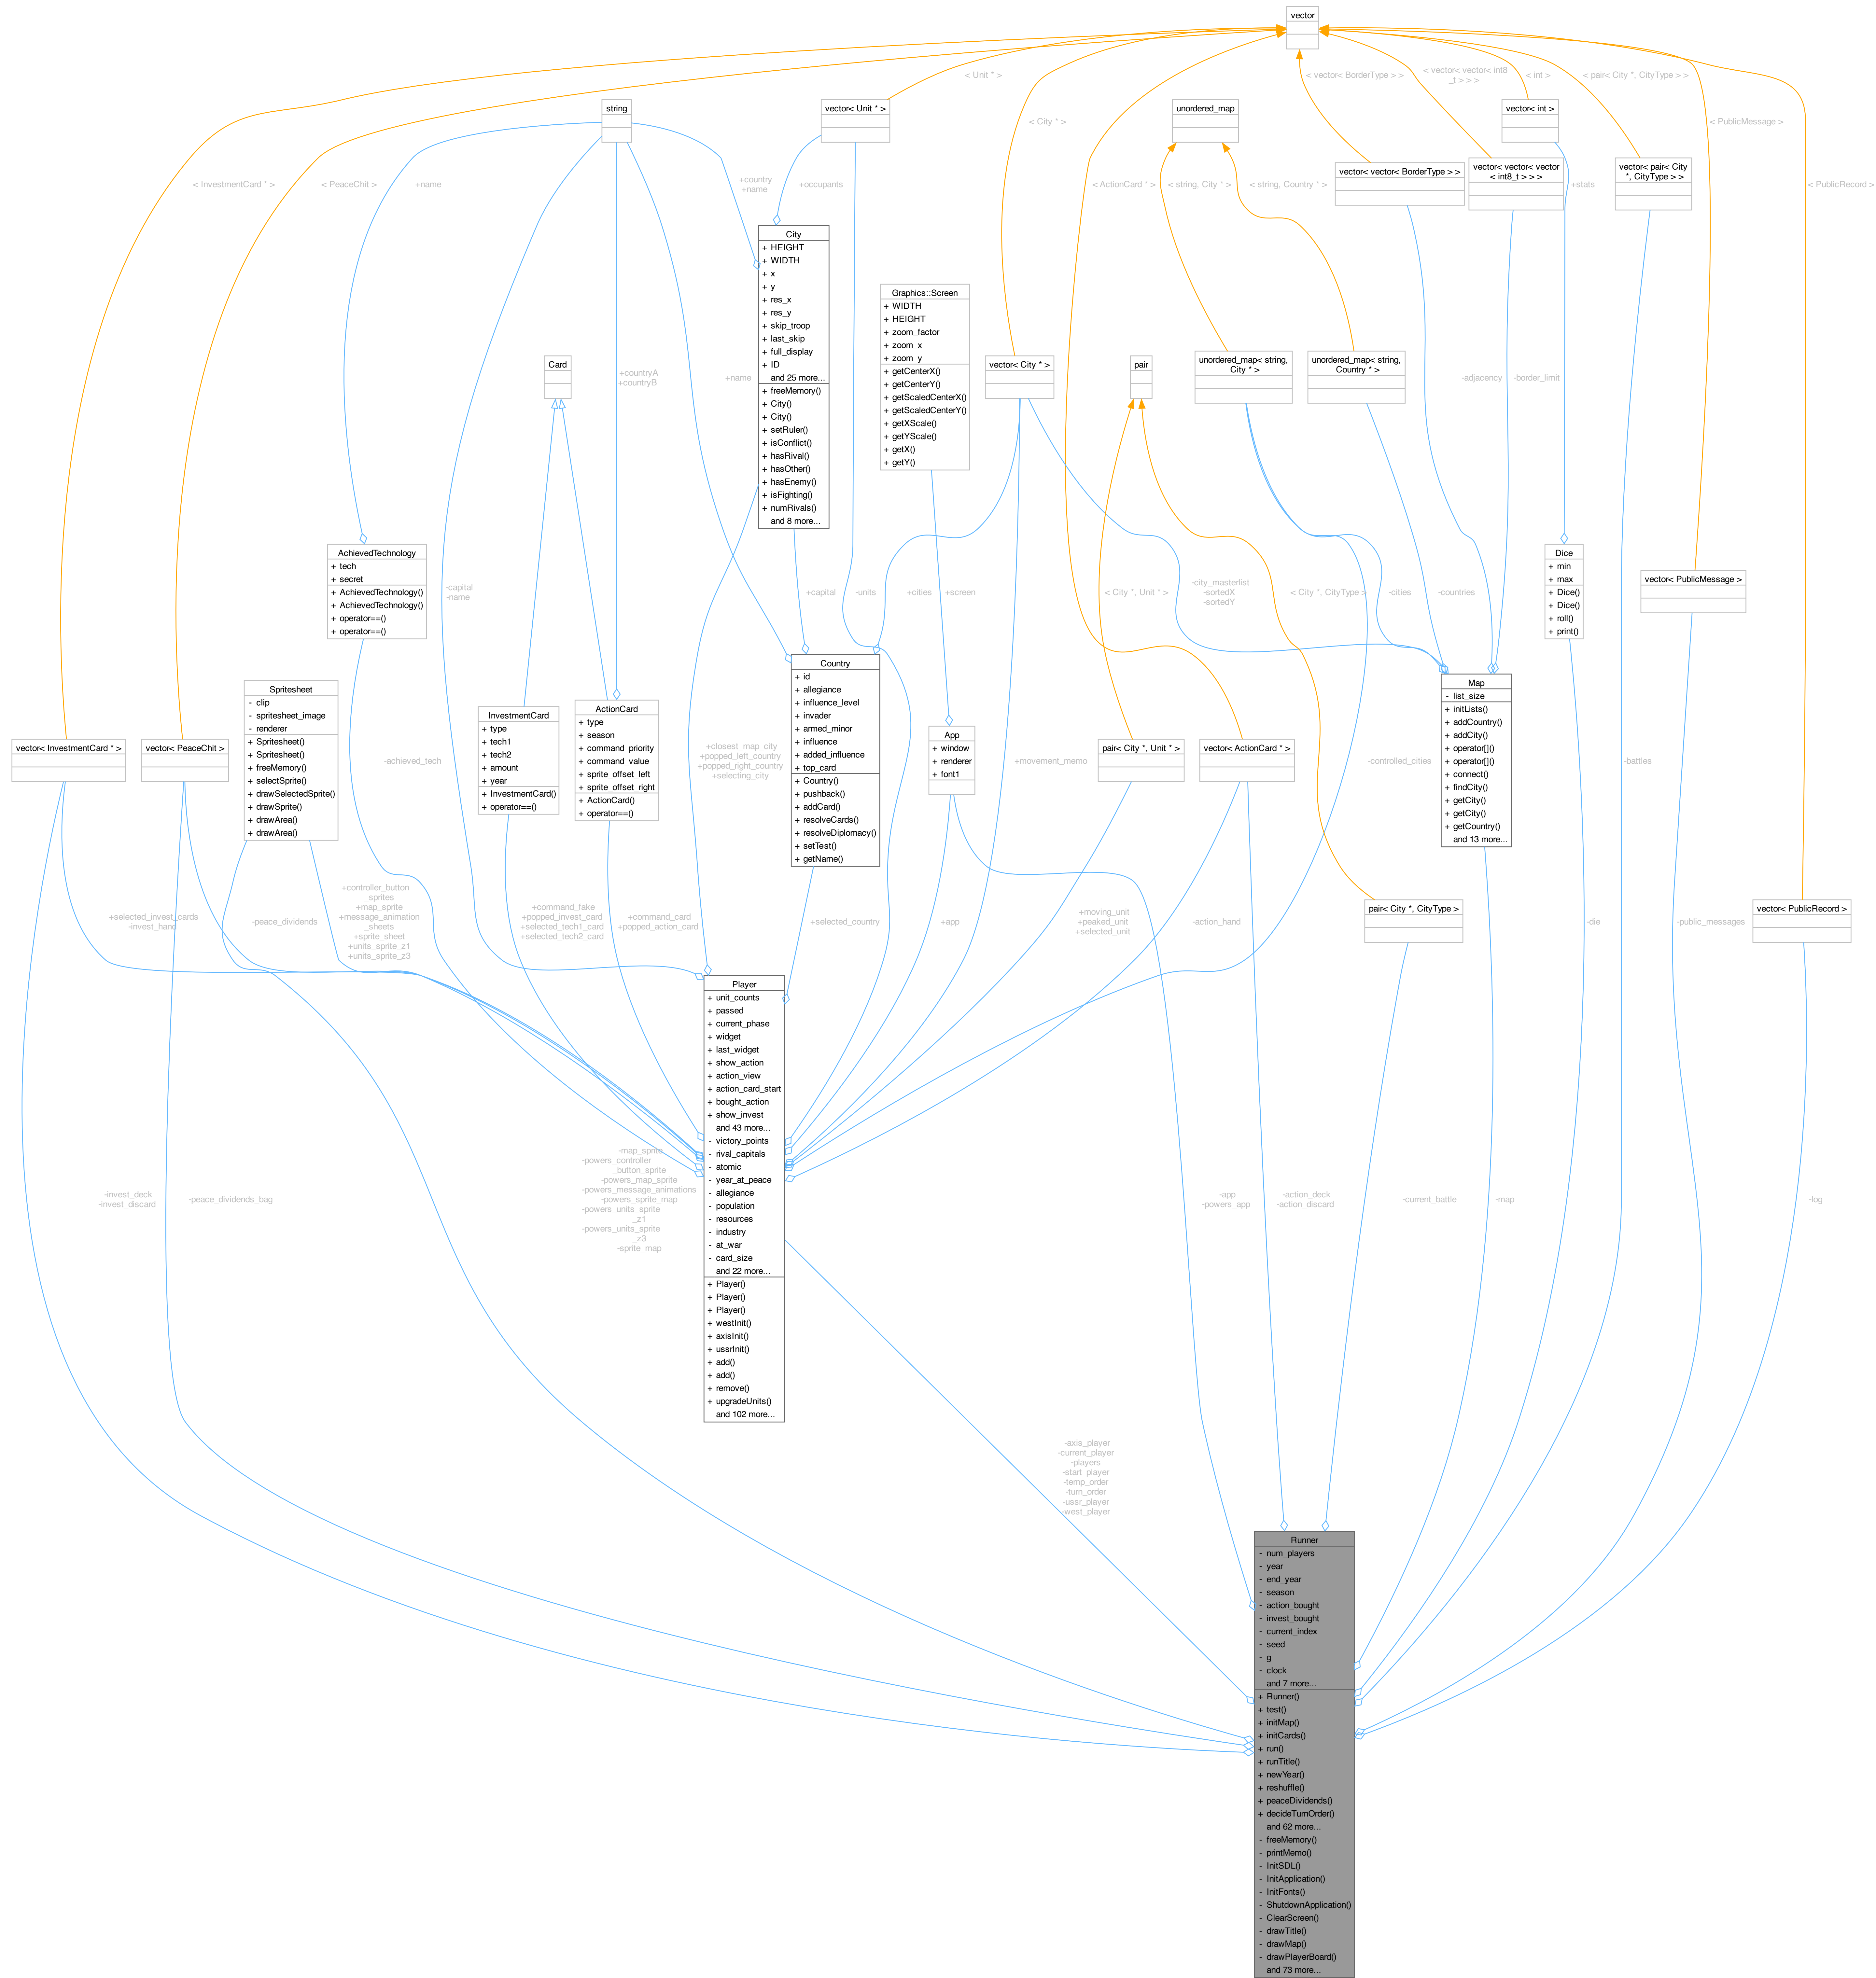 vector
< Unit * >
< vector< BorderType > >
< vector< vector< int8
_t > > >
< int >
< pair< City *, CityType > >
string
vector< Unit * >
unordered_map
vector< int >
< City * >
< PublicMessage >
vector< vector< BorderType > >
vector< vector< vector
< int8_t > > >
vector< pair< City
*, CityType > >
< InvestmentCard * >
< PeaceChit >
+name
+country
+name
+occupants
< ActionCard * >
< string, City * >
< string, Country * >
+stats
< PublicRecord >
City
+ HEIGHT
+ WIDTH
+ x
+ y
+ res_x
+ res_y
+ skip_troop
+ last_skip
+ full_display
+ ID
and 25 more...
+ freeMemory()
+ City()
+ City()
+ setRuler()
+ isConflict()
+ hasRival()
+ hasOther()
+ hasEnemy()
+ isFighting()
+ numRivals()
and 8 more...
Graphics::Screen
+ WIDTH
+ HEIGHT
+ zoom_factor
+ zoom_x
+ zoom_y
+ getCenterX()
+ getCenterY()
+ getScaledCenterX()
+ getScaledCenterY()
+ getXScale()
+ getYScale()
+ getX()
+ getY()
Card
+countryA
+countryB
+name
vector< City * >
pair
unordered_map< string,
City * >
unordered_map< string,
Country * >
-adjacency
-border_limit
AchievedTechnology
+ tech
+ secret
+ AchievedTechnology()
+ AchievedTechnology()
+ operator==()
+ operator==()
Dice
+ min
+ max
+ Dice()
+ Dice()
+ roll()
+ print()
vector< PublicMessage >
-capital
-name
+capital
-units
+cities
+screen
< City *, Unit * >
-city_masterlist
-sortedX
-sortedY
< City *, CityType >
-cities
-countries
Country
+ id
+ allegiance
+ influence_level
+ invader
+ armed_minor
+ influence
+ added_influence
+ top_card
+ Country()
+ pushback()
+ addCard()
+ resolveCards()
+ resolveDiplomacy()
+ setTest()
+ getName()
Map
- list_size
+ initLists()
+ addCountry()
+ addCity()
+ operator[]()
+ operator[]()
+ connect()
+ findCity()
+ getCity()
+ getCity()
+ getCountry()
and 13 more...
Spritesheet
- clip
- spritesheet_image
- renderer
+ Spritesheet()
+ Spritesheet()
+ freeMemory()
+ selectSprite()
+ drawSelectedSprite()
+ drawSprite()
+ drawArea()
+ drawArea()
InvestmentCard
+ type
+ tech1
+ tech2
+ amount
+ year
+ InvestmentCard()
+ operator==()
ActionCard
+ type
+ season
+ command_priority
+ command_value
+ sprite_offset_left
+ sprite_offset_right
+ ActionCard()
+ operator==()
App
+ window
+ renderer
+ font1
vector< InvestmentCard * >
vector< PeaceChit >
-achieved_tech
+closest_map_city
+popped_left_country
+popped_right_country
+selecting_city
+movement_memo
pair< City *, Unit * >
vector< ActionCard * >
-controlled_cities
-battles
+selected_invest_cards
-invest_hand
-peace_dividends
+controller_button
_sprites
+map_sprite
+message_animation
_sheets
+sprite_sheet
+units_sprite_z1
+units_sprite_z3
+command_fake
+popped_invest_card
+selected_tech1_card
+selected_tech2_card
+command_card
+popped_action_card
+selected_country
+app
+moving_unit
+peaked_unit
+selected_unit
-action_hand
pair< City *, CityType >
-die
-public_messages
vector< PublicRecord >
Player
+ unit_counts
+ passed
+ current_phase
+ widget
+ last_widget
+ show_action
+ action_view
+ action_card_start
+ bought_action
+ show_invest
and 43 more...
- victory_points
- rival_capitals
- atomic
- year_at_peace
- allegiance
- population
- resources
- industry
- at_war
- card_size
and 22 more...
+ Player()
+ Player()
+ Player()
+ westInit()
+ axisInit()
+ ussrInit()
+ add()
+ add()
+ remove()
+ upgradeUnits()
and 102 more...
-invest_deck
-invest_discard
-peace_dividends_bag
-map_sprite
-powers_controller
_button_sprite
-powers_map_sprite
-powers_message_animations
-powers_sprite_map
-powers_units_sprite
_z1
-powers_units_sprite
_z3
-sprite_map
-app
-powers_app
-action_deck
-action_discard
-current_battle
-map
-log
-axis_player
-current_player
-players
-start_player
-temp_order
-turn_order
-ussr_player
-west_player
Runner
- num_players
- year
- end_year
- season
- action_bought
- invest_bought
- current_index
- seed
- g
- clock
and 7 more...
+ Runner()
+ test()
+ initMap()
+ initCards()
+ run()
+ runTitle()
+ newYear()
+ reshuffle()
+ peaceDividends()
+ decideTurnOrder()
and 62 more...
- freeMemory()
- printMemo()
- InitSDL()
- InitApplication()
- InitFonts()
- ShutdownApplication()
- ClearScreen()
- drawTitle()
- drawMap()
- drawPlayerBoard()
and 73 more...